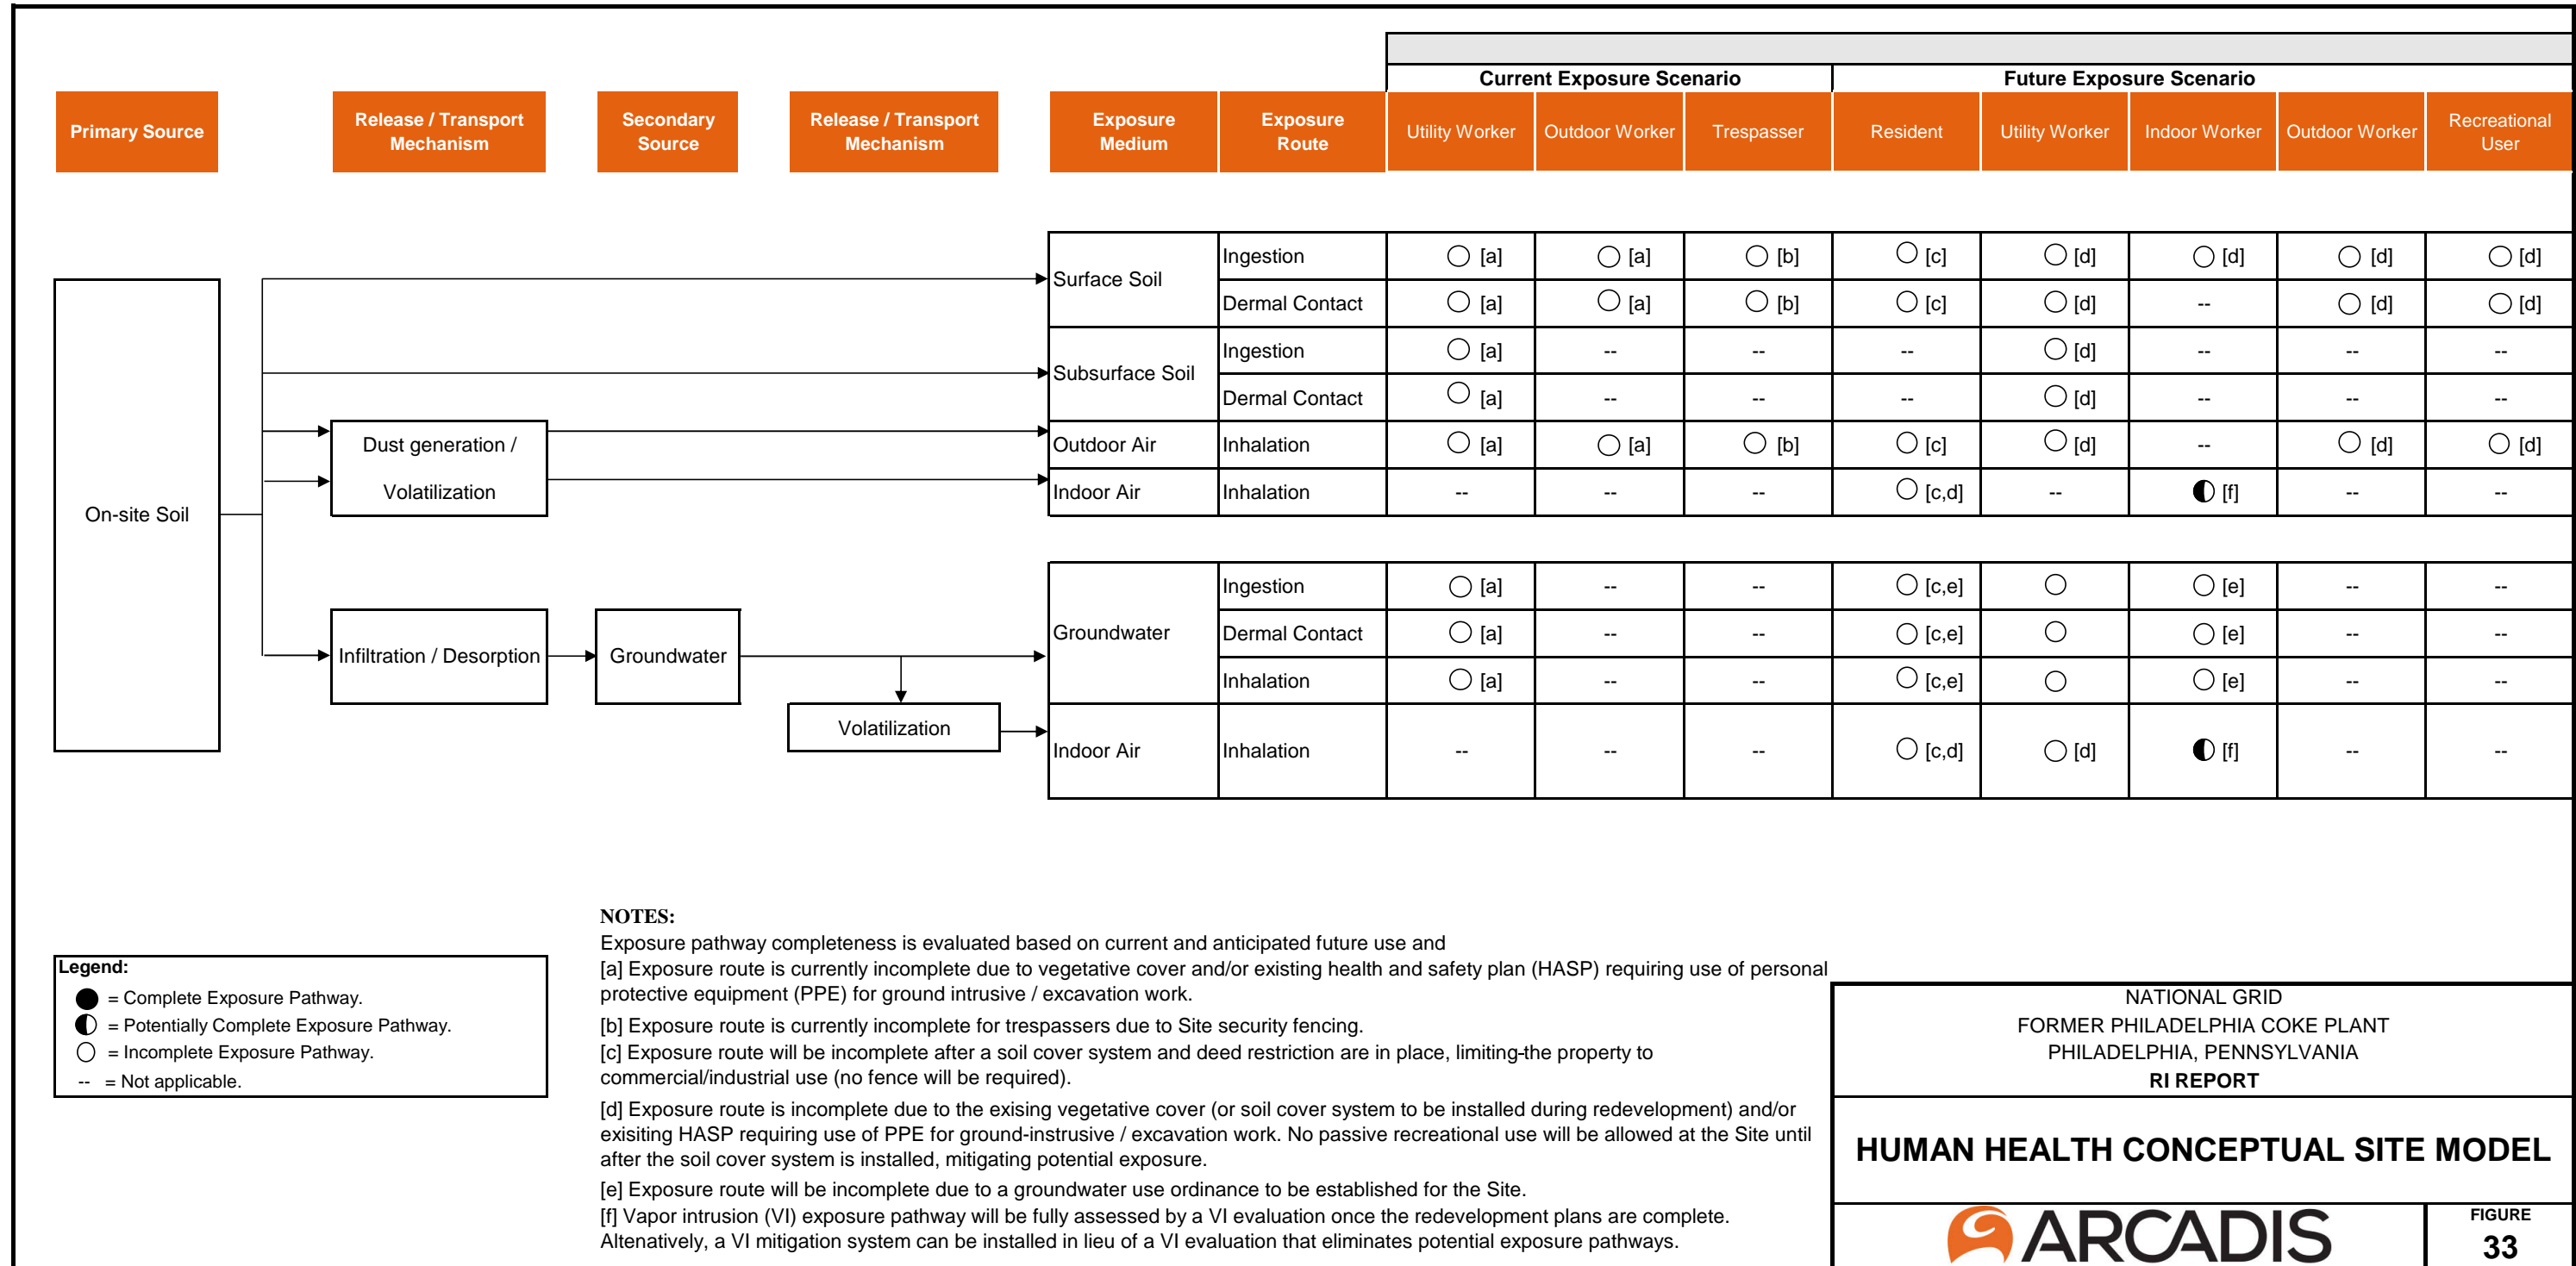 Current Exposure Scenario Future Exposure Scenario
Primary Source Release / Transport Mechanism Secondary Source Release / Transport Mechanism Exposure Medium Exposure Route Utility Worker Outdoor Worker Trespasser Resident Utility Worker Indoor Worker Outdoor Worker Recreational User
On-site Soil
Dust generation /
Volatilization
Infiltration / Desorption
Groundwater
Volatilization
Surface Soil
Ingestion ○ [a] ○ [a] ○ [b] ○ [c] ○ [d] ○ [d] ○ [d] ○ [d]
Dermal Contact ○ [a] ○ [a] ○ [b] ○ [c] ○ [d] -- ○ [d] ○ [d]
Subsurface Soil
Ingestion ○ [a] -- -- -- ○ [d] -- -- --
Dermal Contact ○ [a] -- -- -- ○ [d] -- -- --
Outdoor Air Inhalation ○ [a] ○ [a] ○ [b] ○ [c] ○ [d] -- ○ [d] ○ [d]
Indoor Air Inhalation -- -- -- ○ [c,d] -- ◐ [f] -- --
Groundwater
Ingestion ○ [a] -- -- ○ [c,e] ○ ○ [e] -- --
Dermal Contact ○ [a] -- -- ○ [c,e] ○ ○ [e] -- --
Inhalation ○ [a] -- -- ○ [c,e] ○ ○ [e] -- --
Indoor Air Inhalation -- -- -- ○ [c,d] ○ [d] ◐ [f] -- --
Legend:
● = Complete Exposure Pathway.
◐ = Potentially Complete Exposure Pathway.
○ = Incomplete Exposure Pathway.
-- = Not applicable.
NOTES:
Exposure pathway completeness is evaluated based on current and anticipated future use and
[a] Exposure route is currently incomplete due to vegetative cover and/or existing health and safety plan (HASP) requiring use of personal
protective equipment (PPE) for ground intrusive / excavation work.
[b] Exposure route is currently incomplete for trespassers due to Site security fencing.
[c] Exposure route will be incomplete after a soil cover system and deed restriction are in place, limiting-the property to
commercial/industrial use (no fence will be required).
[d] Exposure route is incomplete due to the exising vegetative cover (or soil cover system to be installed during redevelopment) and/or
exisiting HASP requiring use of PPE for ground-instrusive / excavation work. No passive recreational use will be allowed at the Site until
after the soil cover system is installed, mitigating potential exposure.
[e] Exposure route will be incomplete due to a groundwater use ordinance to be established for the Site.
[f] Vapor intrusion (VI) exposure pathway will be fully assessed by a VI evaluation once the redevelopment plans are complete.
Altenatively, a VI mitigation system can be installed in lieu of a VI evaluation that eliminates potential exposure pathways.
NATIONAL GRID
FORMER PHILADELPHIA COKE PLANT
PHILADELPHIA, PENNSYLVANIA
RI REPORT
HUMAN HEALTH CONCEPTUAL SITE MODEL
ARCADIS
FIGURE
33